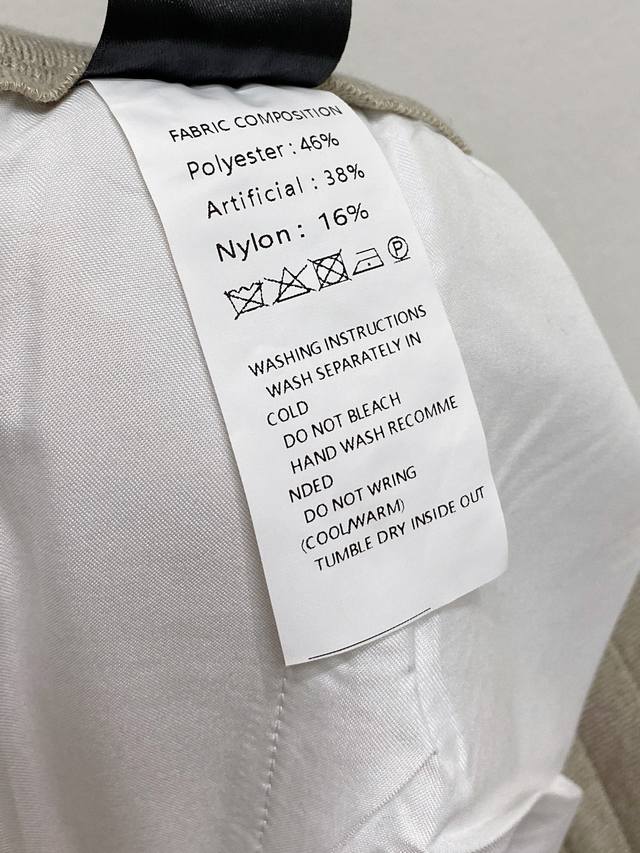 FABRIC COMPOSITION
Polyester : 46%
Artificial : 38%
Nylon : 16%
P
WASHING INSTRUCTIONS
WASH SEPARATELY IN
COLD
DO NOT BLEACH
HAND WASH RECOMME
NDED
DO NOT WRING
(COOL/WARM)
TUMBLE DRY INSIDE OUT